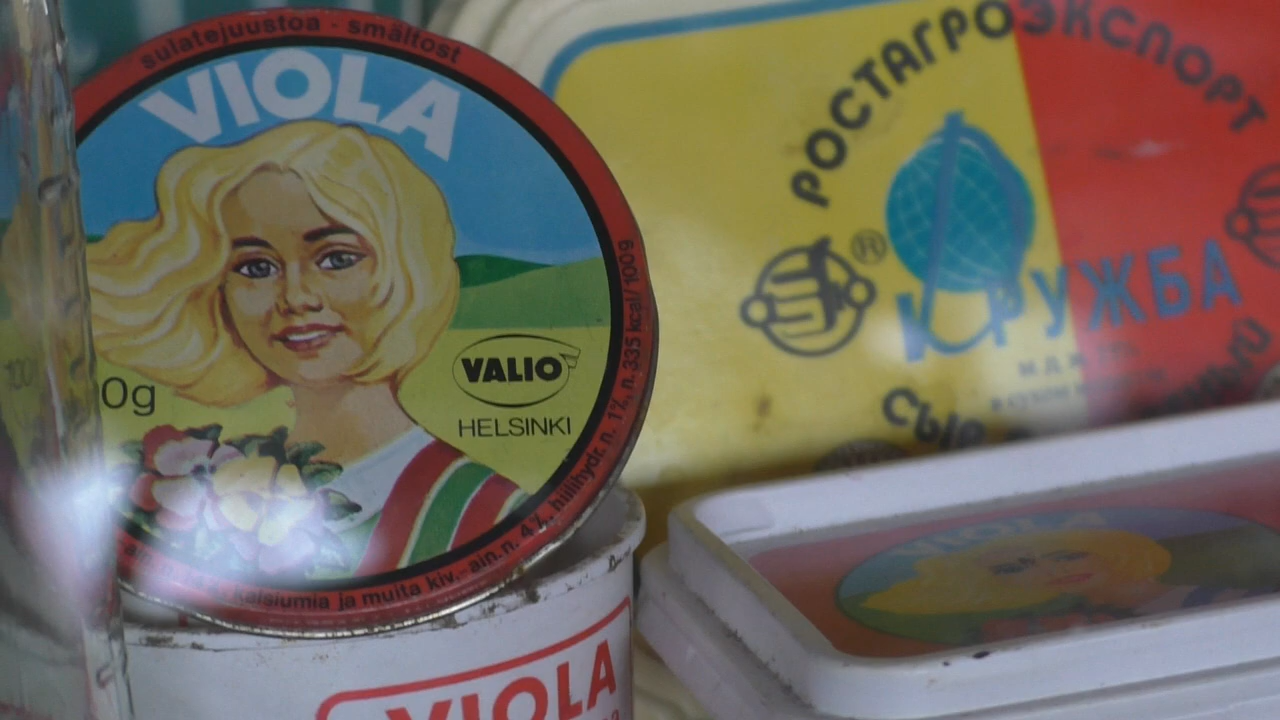 sulatejuustoa - smältost
VIOLA
VALIO
HELSINKI
0g
kalsiumia ja muita kiv., ain. n. 4%, hiilihydr. n. 1%, n. 335 kcal/100g
РОСТАГРОЭКСПОРТ
®
ДРУЖБА
СЫР
VIOLA
VIOLA